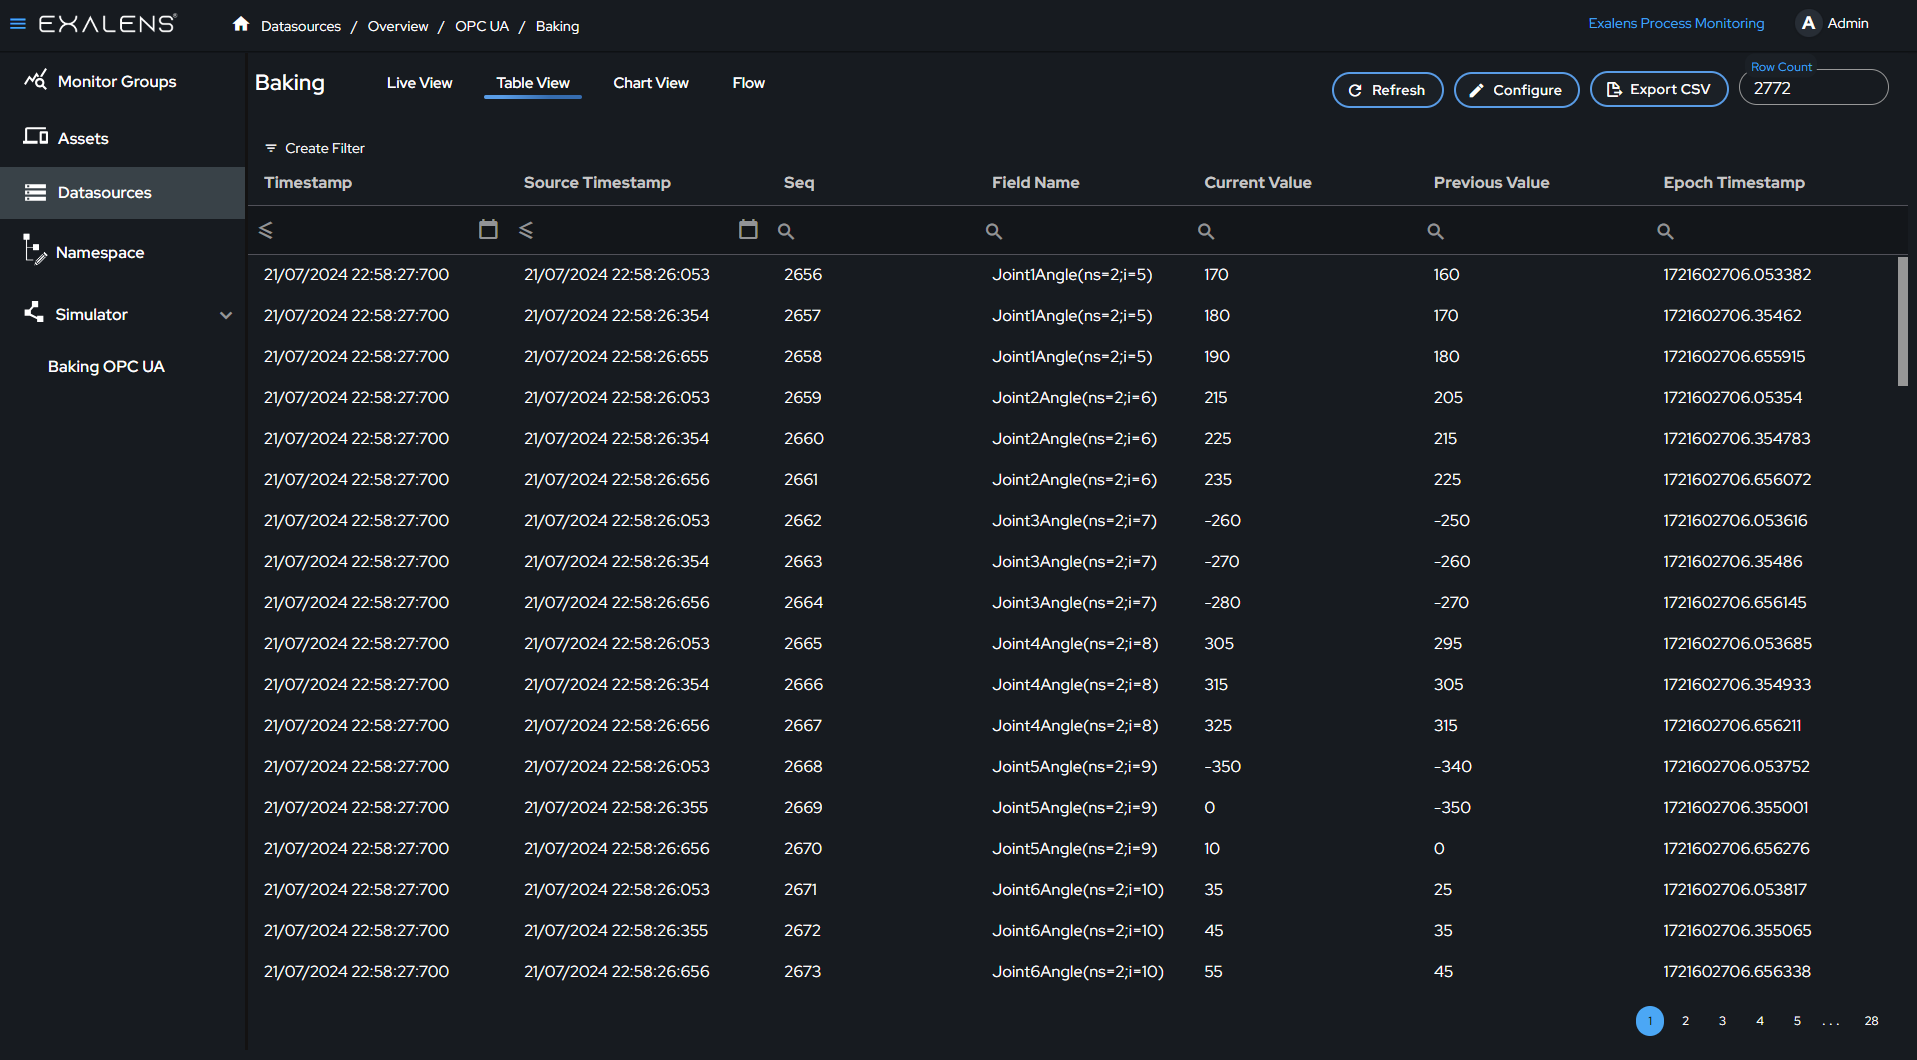 EXALENS®
Datasources / Overview / OPC UA / Baking
Exalens Process Monitoring
A Admin
Monitor Groups
Assets
Datasources
Namespace
Simulator
Baking OPC UA
Baking Live View Table View Chart View Flow
Refresh Configure Export CSV
Row Count
2772
Create Filter
Timestamp Source Timestamp Seq Field Name Current Value Previous Value Epoch Timestamp
21/07/2024 22:58:27:700 21/07/2024 22:58:26:053 2656 Joint1Angle(ns=2;i=5) 170 160 1721602706.053382
21/07/2024 22:58:27:700 21/07/2024 22:58:26:354 2657 Joint1Angle(ns=2;i=5) 180 170 1721602706.35462
21/07/2024 22:58:27:700 21/07/2024 22:58:26:655 2658 Joint1Angle(ns=2;i=5) 190 180 1721602706.655915
21/07/2024 22:58:27:700 21/07/2024 22:58:26:053 2659 Joint2Angle(ns=2;i=6) 215 205 1721602706.05354
21/07/2024 22:58:27:700 21/07/2024 22:58:26:354 2660 Joint2Angle(ns=2;i=6) 225 215 1721602706.354783
21/07/2024 22:58:27:700 21/07/2024 22:58:26:656 2661 Joint2Angle(ns=2;i=6) 235 225 1721602706.656072
21/07/2024 22:58:27:700 21/07/2024 22:58:26:053 2662 Joint3Angle(ns=2;i=7) -260 -250 1721602706.053616
21/07/2024 22:58:27:700 21/07/2024 22:58:26:354 2663 Joint3Angle(ns=2;i=7) -270 -260 1721602706.35486
21/07/2024 22:58:27:700 21/07/2024 22:58:26:656 2664 Joint3Angle(ns=2;i=7) -280 -270 1721602706.656145
21/07/2024 22:58:27:700 21/07/2024 22:58:26:053 2665 Joint4Angle(ns=2;i=8) 305 295 1721602706.053685
21/07/2024 22:58:27:700 21/07/2024 22:58:26:354 2666 Joint4Angle(ns=2;i=8) 315 305 1721602706.354933
21/07/2024 22:58:27:700 21/07/2024 22:58:26:656 2667 Joint4Angle(ns=2;i=8) 325 315 1721602706.656211
21/07/2024 22:58:27:700 21/07/2024 22:58:26:053 2668 Joint5Angle(ns=2;i=9) -350 -340 1721602706.053752
21/07/2024 22:58:27:700 21/07/2024 22:58:26:355 2669 Joint5Angle(ns=2;i=9) 0 -350 1721602706.355001
21/07/2024 22:58:27:700 21/07/2024 22:58:26:656 2670 Joint5Angle(ns=2;i=9) 10 0 1721602706.656276
21/07/2024 22:58:27:700 21/07/2024 22:58:26:053 2671 Joint6Angle(ns=2;i=10) 35 25 1721602706.053817
21/07/2024 22:58:27:700 21/07/2024 22:58:26:355 2672 Joint6Angle(ns=2;i=10) 45 35 1721602706.355065
21/07/2024 22:58:27:700 21/07/2024 22:58:26:656 2673 Joint6Angle(ns=2;i=10) 55 45 1721602706.656338
1 2 3 4 5 ... 28